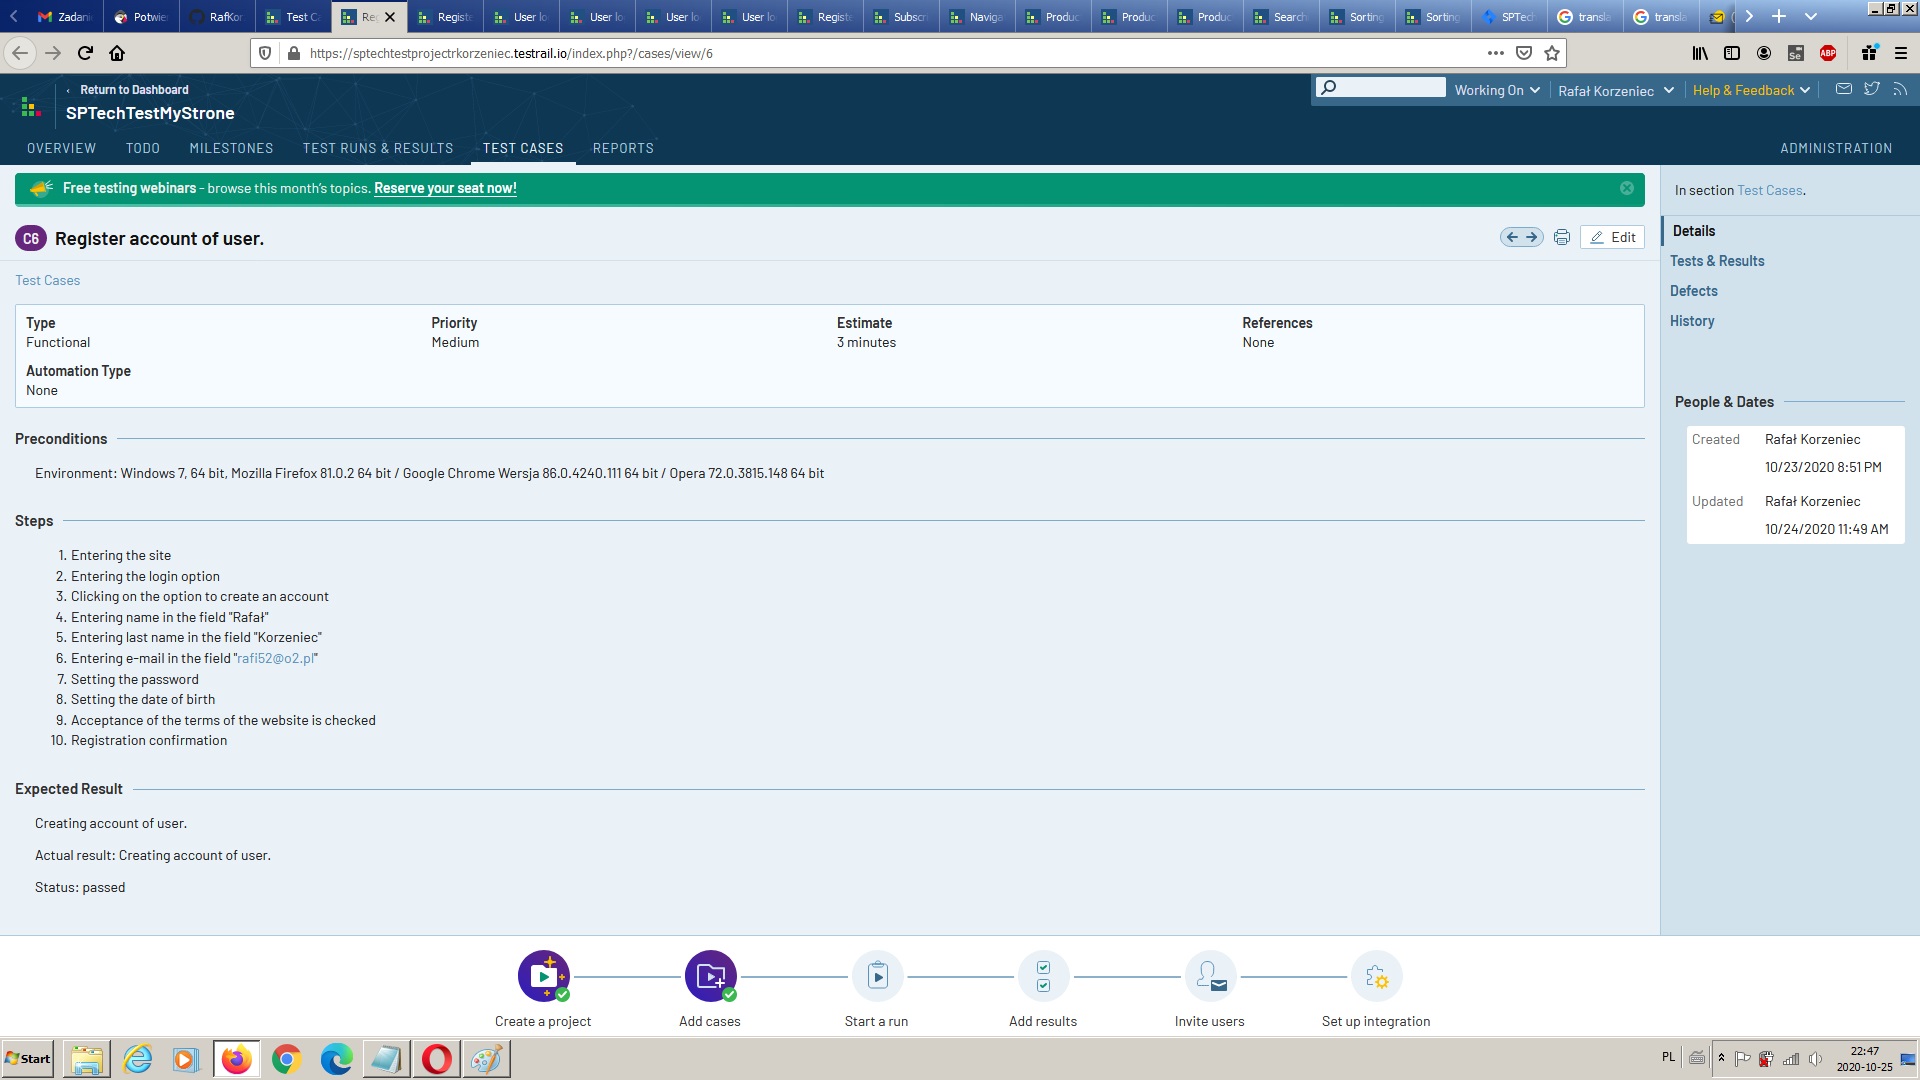 Zadani
Potwie
RafKor
Test Ca
Re
Registe
User lo
User lo
User lo
User lo
Registe
Subscri
Naviga
Produc
Produc
Produc
Search
Sorting
Sorting
SPTech
transla
transla
https://sptechtestprojectrkorzeniec.testrail.io/index.php?/cases/view/6
Return to Dashboard
SPTechTestMyStrone
Working On
Rafał Korzeniec
Help & Feedback
OVERVIEW TODO MILESTONES TEST RUNS & RESULTS TEST CASES REPORTS ADMINISTRATION
Free testing webinars - browse this month's topics. Reserve your seat now!
C6 Register account of user.
Edit
Test Cases
Type Priority Estimate References
Functional Medium 3 minutes None
Automation Type
None
Preconditions
Environment: Windows 7, 64 bit, Mozilla Firefox 81.0.2 64 bit / Google Chrome Wersja 86.0.4240.111 64 bit / Opera 72.0.3815.148 64 bit
Steps
1. Entering the site
2. Entering the login option
3. Clicking on the option to create an account
4. Entering name in the field "Rafał"
5. Entering last name in the field "Korzeniec"
6. Entering e-mail in the field "rafi52@o2.pl"
7. Setting the password
8. Setting the date of birth
9. Acceptance of the terms of the website is checked
10. Registration confirmation
Expected Result
Creating account of user.
Actual result: Creating account of user.
Status: passed
In section Test Cases.
Details
Tests & Results
Defects
History
People & Dates
Created Rafał Korzeniec
10/23/2020 8:51 PM
Updated Rafał Korzeniec
10/24/2020 11:49 AM
Create a project
Add cases
Start a run
Add results
Invite users
Set up integration
Start
PL
22:47
2020-10-25